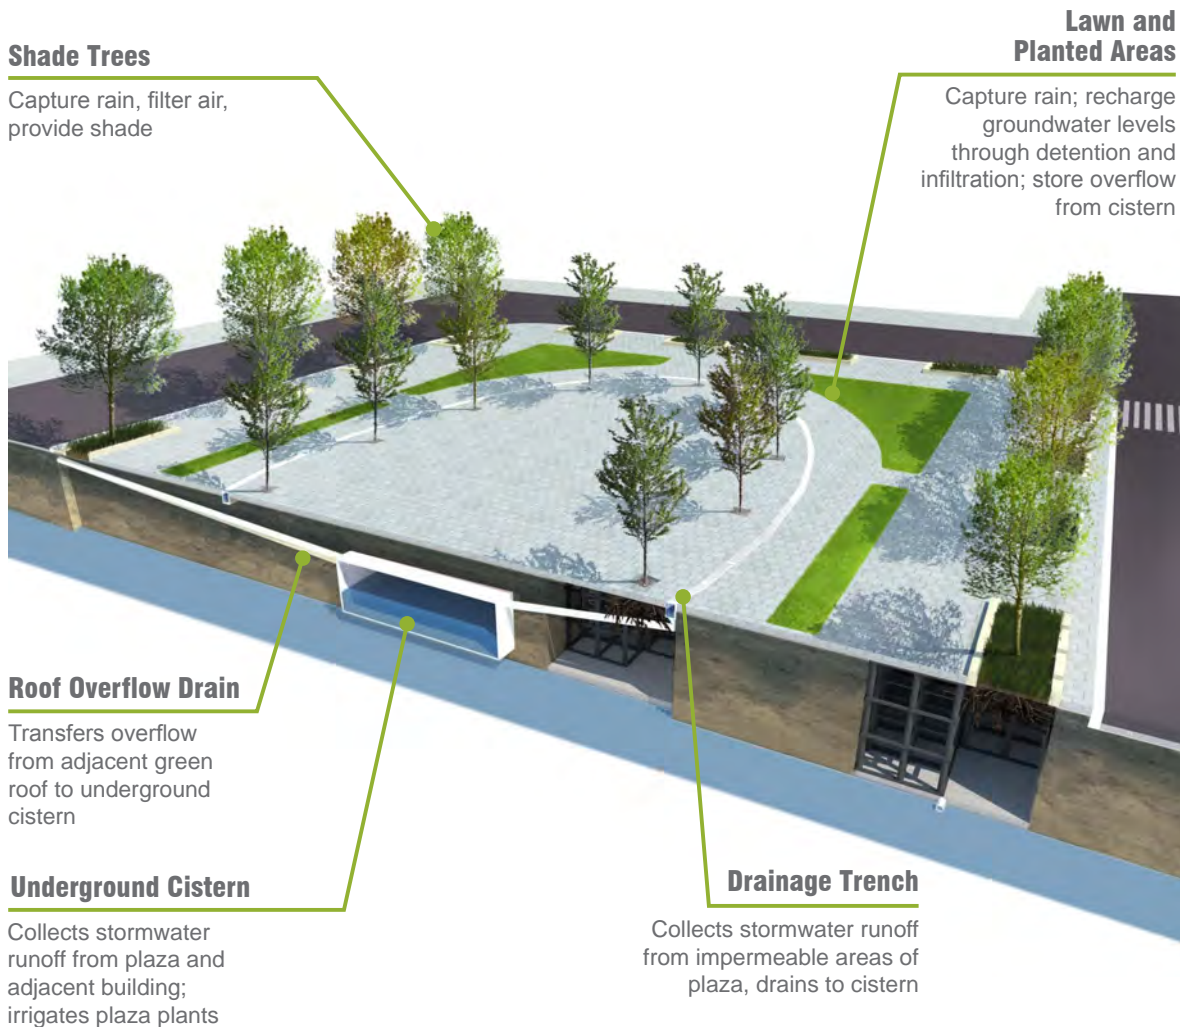 Shade Trees
Capture rain, filter air,
provide shade
Lawn and
Planted Areas
Capture rain; recharge
groundwater levels
through detention and
infiltration; store overflow
from cistern
Roof Overflow Drain
Transfers overflow
from adjacent green
roof to underground
cistern
Underground Cistern
Collects stormwater
runoff from plaza and
adjacent building;
irrigates plaza plants
Drainage Trench
Collects stormwater runoff
from impermeable areas of
plaza, drains to cistern